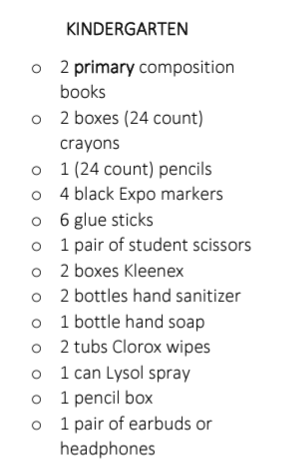 KINDERGARTEN
o 2 primary composition
books
o 2 boxes (24 count)
crayons
o 1 (24 count) pencils
o 4 black Expo markers
o 6 glue sticks
o 1 pair of student scissors
o 2 boxes Kleenex
o 2 bottles hand sanitizer
o 1 bottle hand soap
o 2 tubs Clorox wipes
o 1 can Lysol spray
o 1 pencil box
o 1 pair of earbuds or
headphones